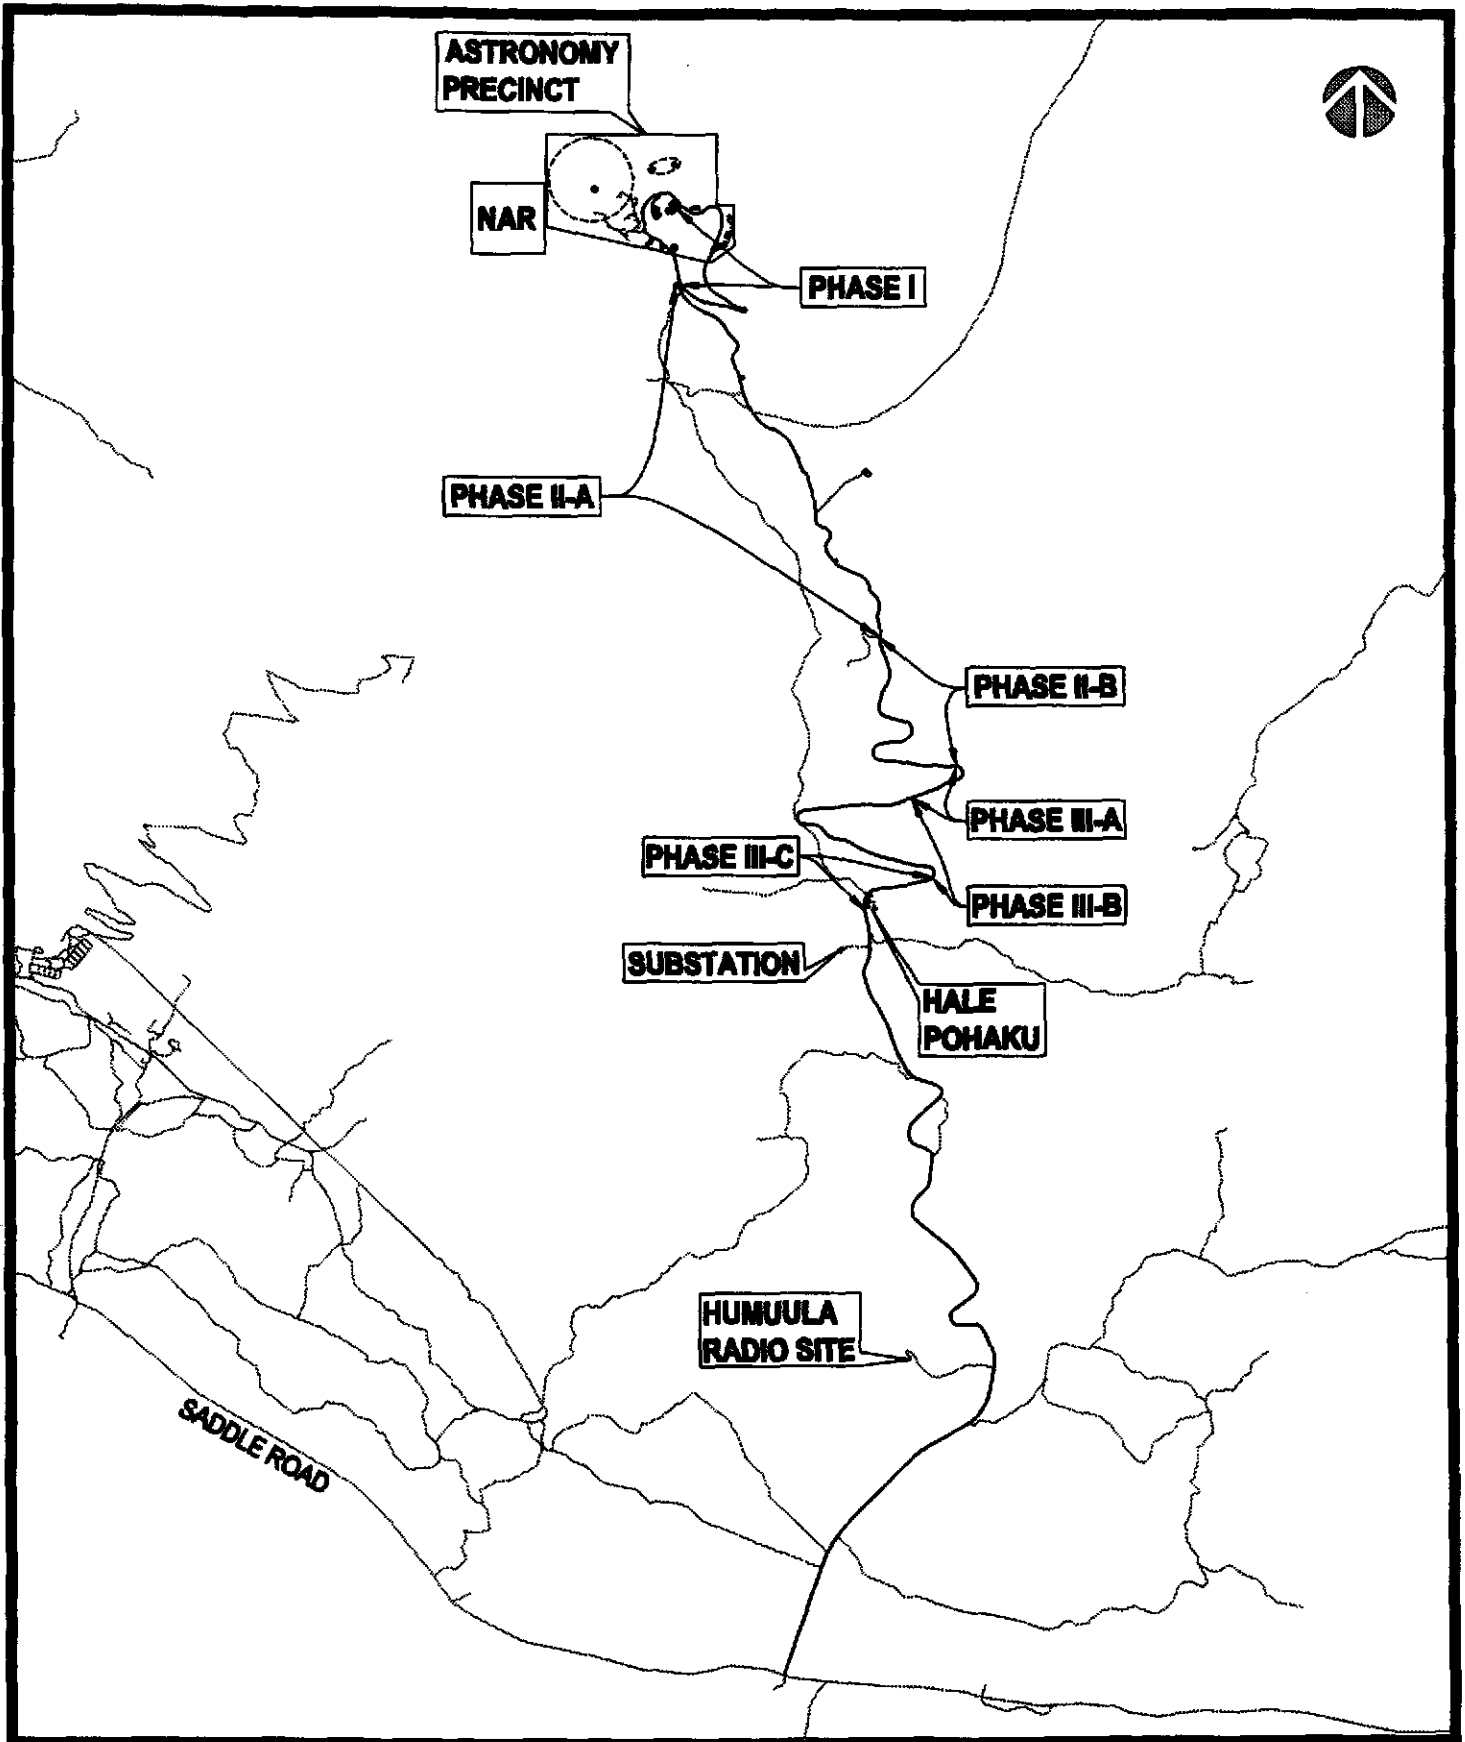 ASTRONOMY
PRECINCT
NAR
PHASE I
PHASE II-A
PHASE II-B
PHASE III-A
PHASE III-C
PHASE III-B
SUBSTATION
HALE
POHAKU
HUMUULA
RADIO SITE
SADDLE ROAD